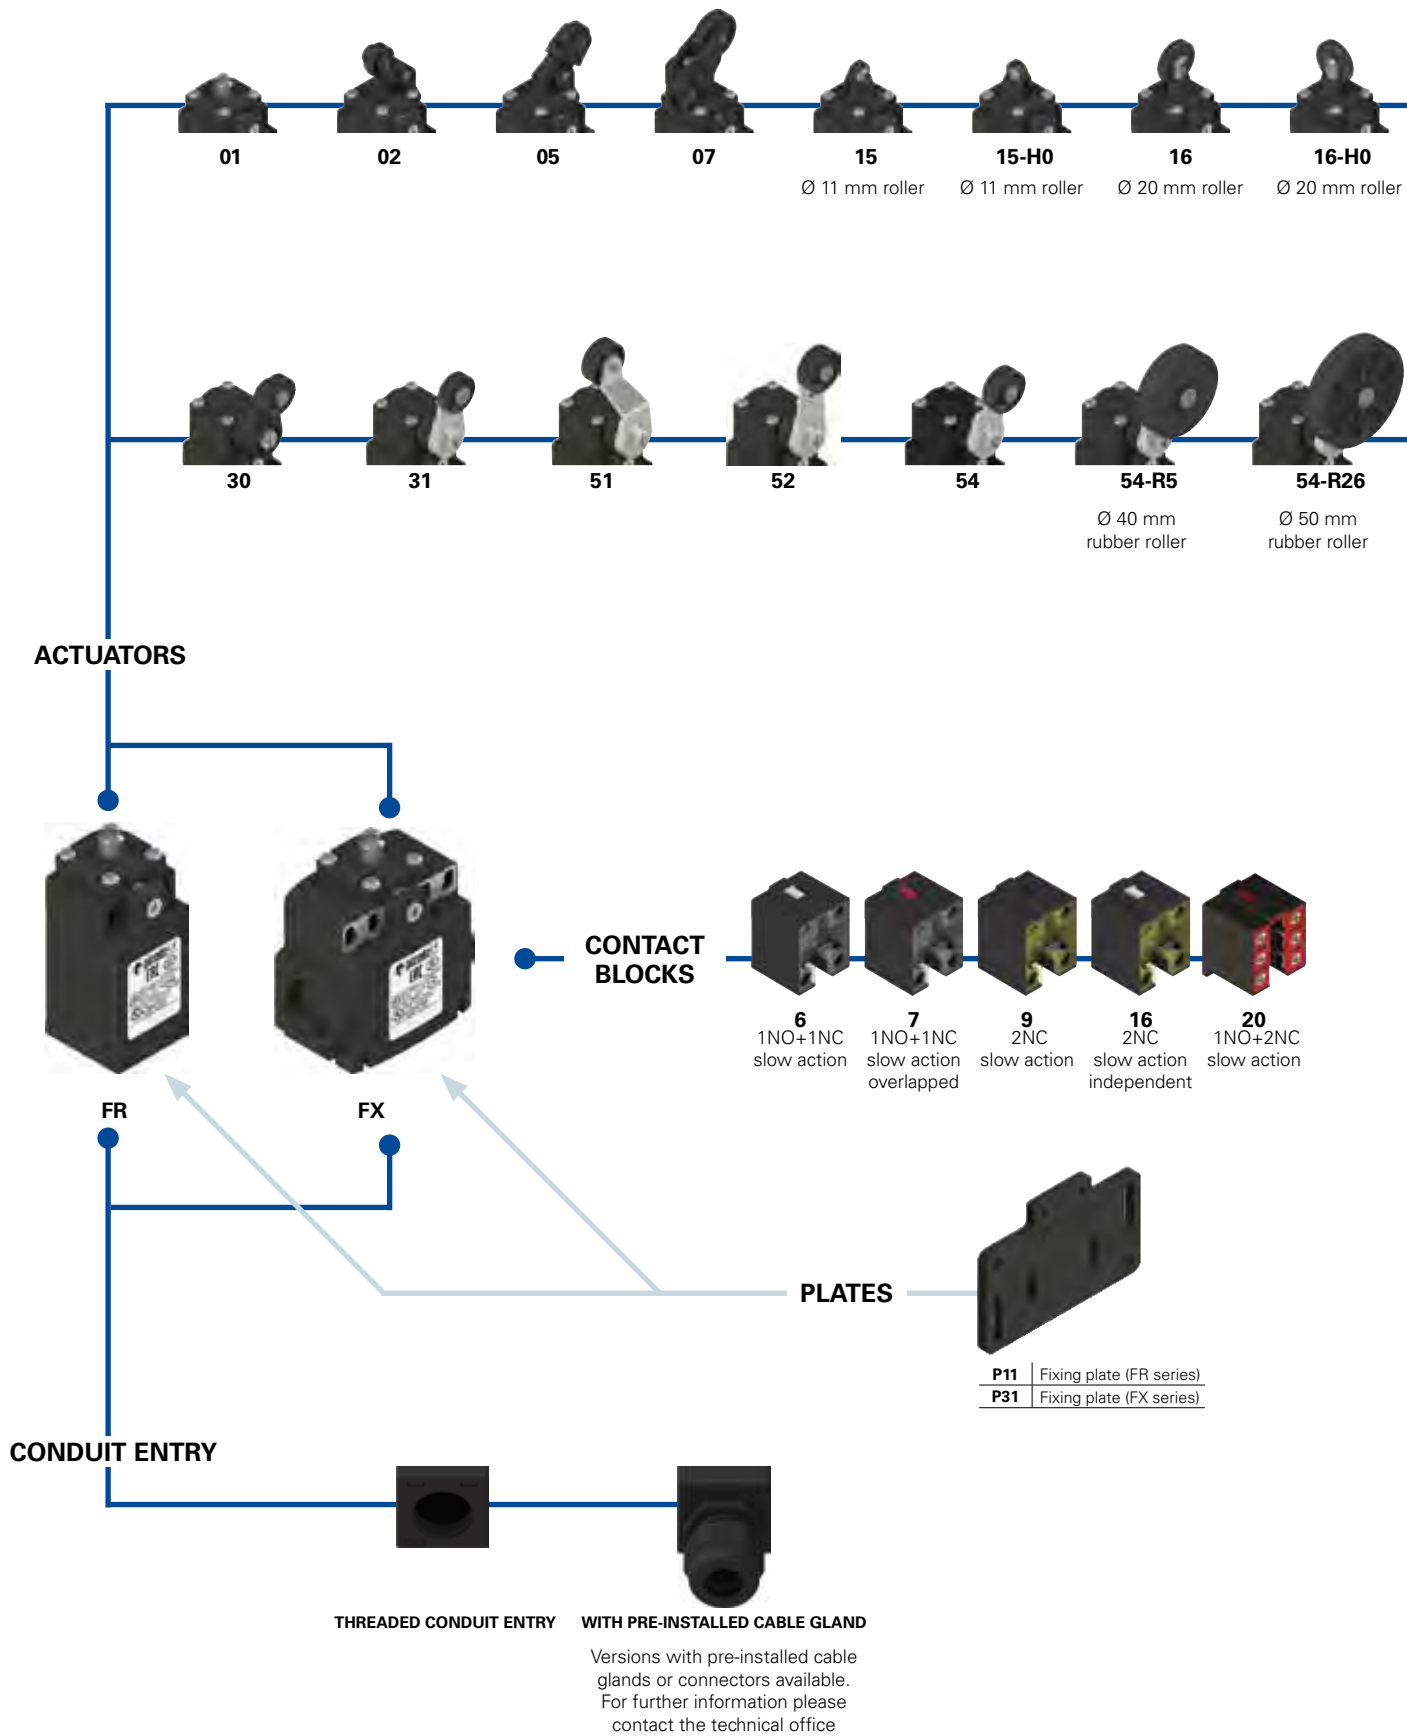 01
02
05
07
15
15-H0
16
16-H0
Ø 11 mm roller
Ø 11 mm roller
Ø 20 mm roller
Ø 20 mm roller
30
31
51
52
54
54-R5
54-R26
Ø 40 mm
rubber roller
Ø 50 mm
rubber roller
ACTUATORS
CONTACT
BLOCKS
6
1NO+1NC
slow action
7
1NO+1NC
slow action
overlapped
9
2NC
slow action
16
2NC
slow action
independent
20
1NO+2NC
slow action
FR
FX
PLATES
P11 Fixing plate (FR series)
P31 Fixing plate (FX series)
CONDUIT ENTRY
THREADED CONDUIT ENTRY
WITH PRE-INSTALLED CABLE GLAND
Versions with pre-installed cable
glands or connectors available.
For further information please
contact the technical office